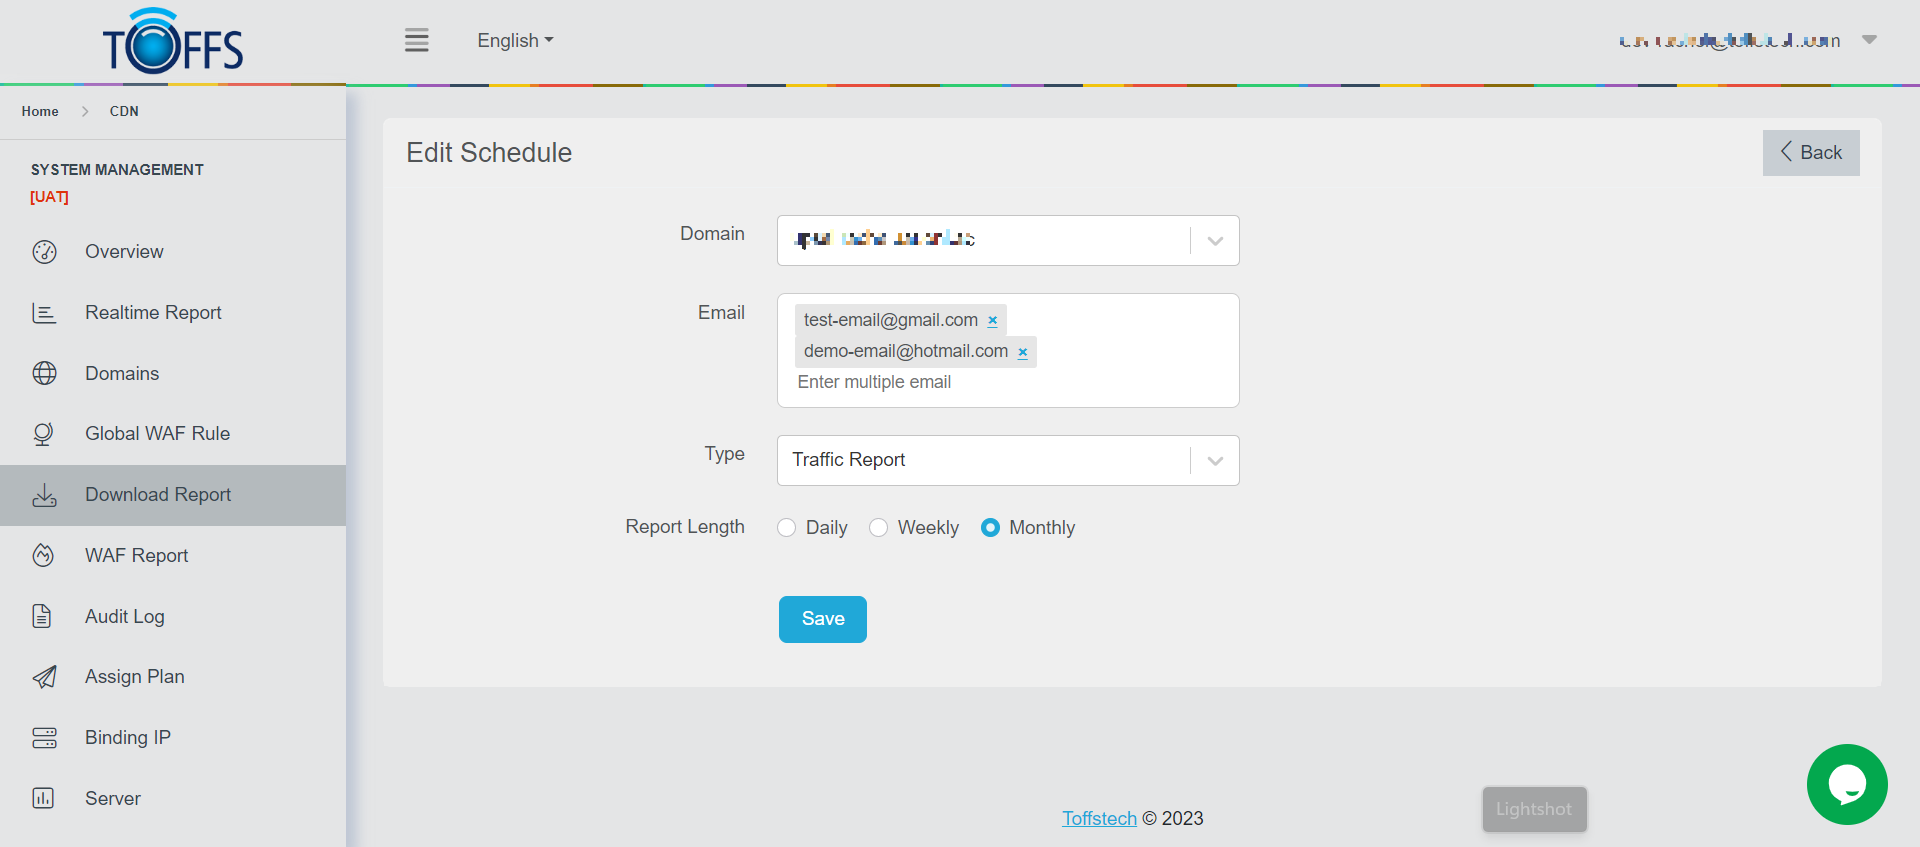 TOFFS
English
Home > CDN
SYSTEM MANAGEMENT
[UAT]
Overview
Realtime Report
Domains
Global WAF Rule
Download Report
WAF Report
Audit Log
Assign Plan
Binding IP
Server
Edit Schedule
Back
Domain
Email
test-email@gmail.com ×
demo-email@hotmail.com ×
Enter multiple email
Type
Traffic Report
Report Length
Daily
Weekly
Monthly
Save
Toffstech © 2023
Lightshot